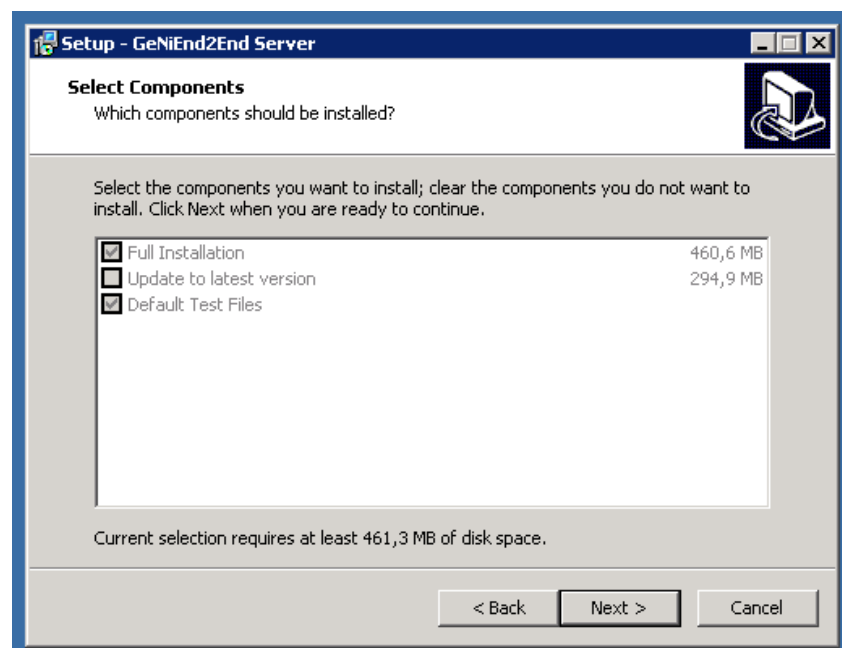 Setup - GeNiEnd2End Server
Select Components
Which components should be installed?
Select the components you want to install; clear the components you do not want to
install. Click Next when you are ready to continue.
Full Installation 460,6 MB
Update to latest version 294,9 MB
Default Test Files
Current selection requires at least 461,3 MB of disk space.
< Back Next > Cancel